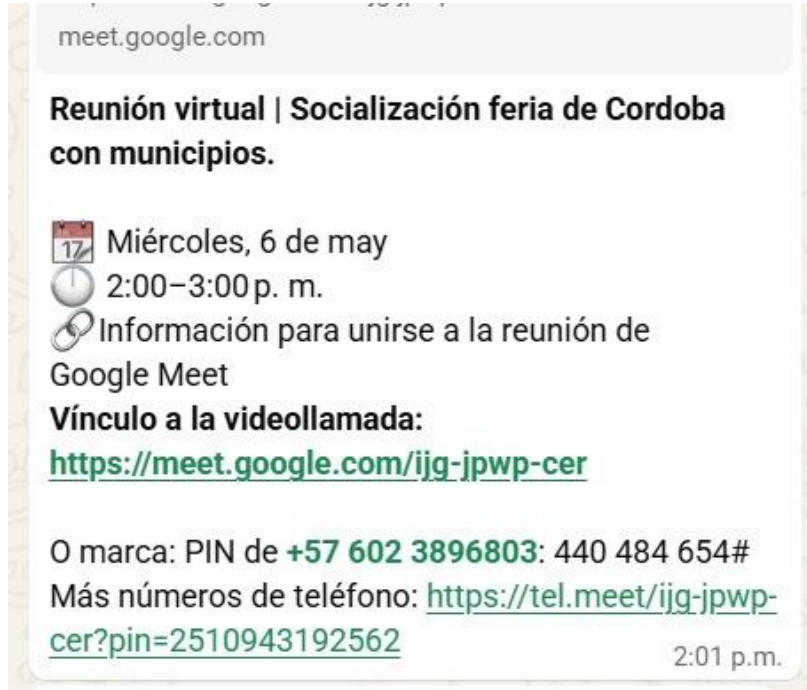 meet.google.com
Reunión virtual | Socialización feria de Cordoba
con municipios.
17
Miércoles, 6 de may
2:00–3:00 p. m.
Información para unirse a la reunión de
Google Meet
Vínculo a la videollamada:
https://meet.google.com/ijg-jpwp-cer
O marca: PIN de +57 602 3896803: 440 484 654#
Más números de teléfono: https://tel.meet/ijg-jpwp-
cer?pin=2510943192562
2:01 p.m.